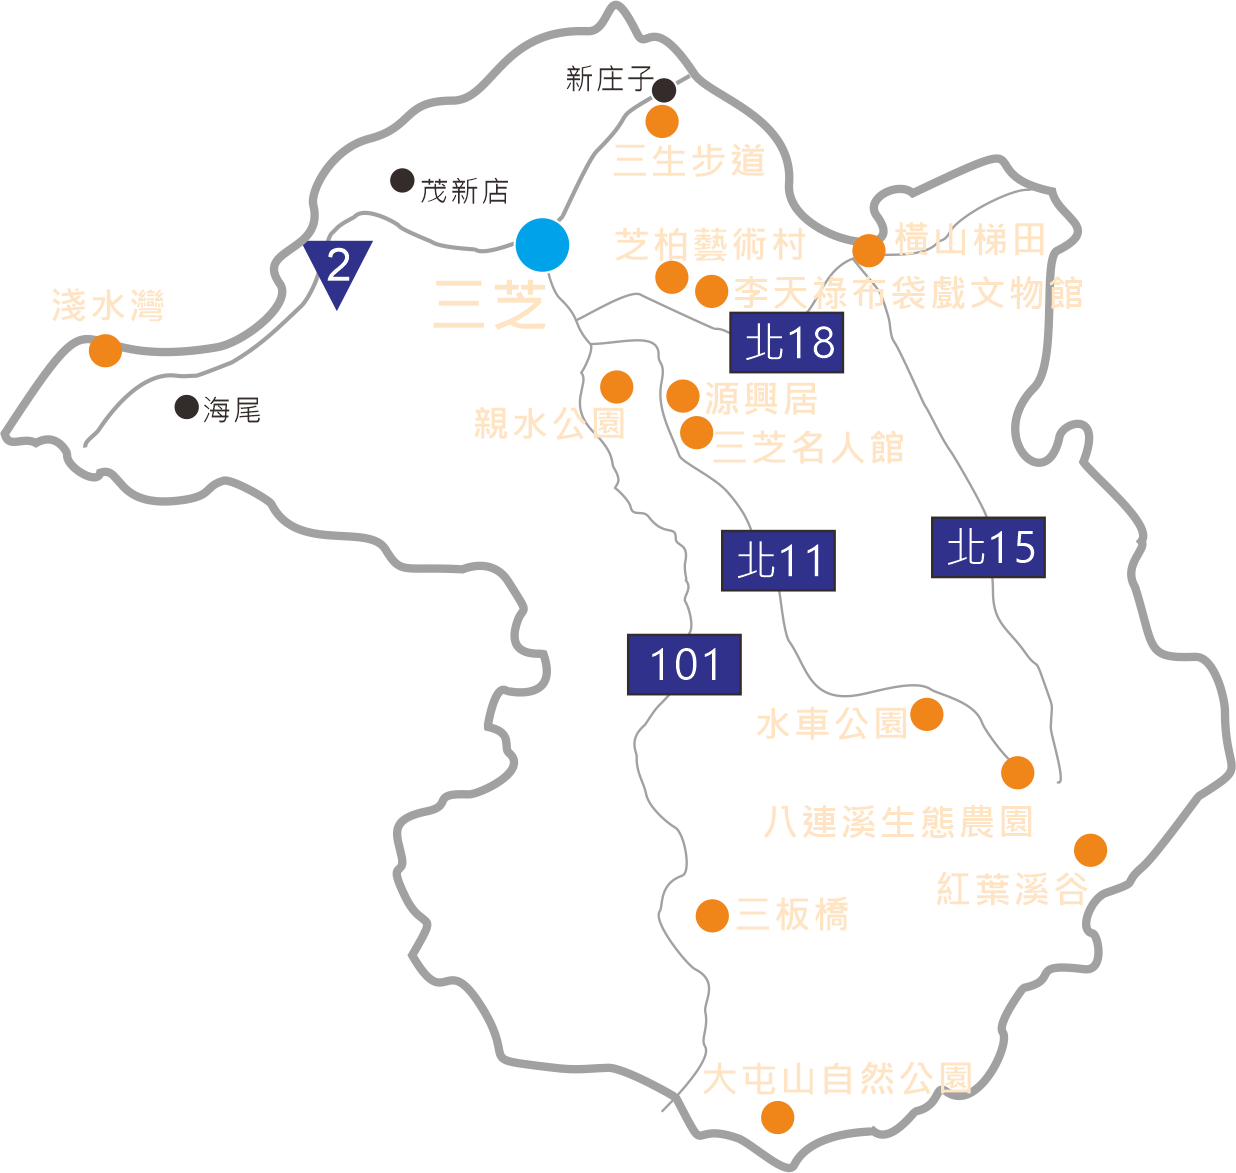 新庄子
三生步道
茂新店
芝柏藝術村
橫山梯田
2
李天祿布袋戲文物館
淺水灣
三芝
北18
源興居
海尾
親水公園
三芝名人館
北11
北15
101
水車公園
八連溪生態農園
紅葉溪谷
三板橋
大屯山自然公園